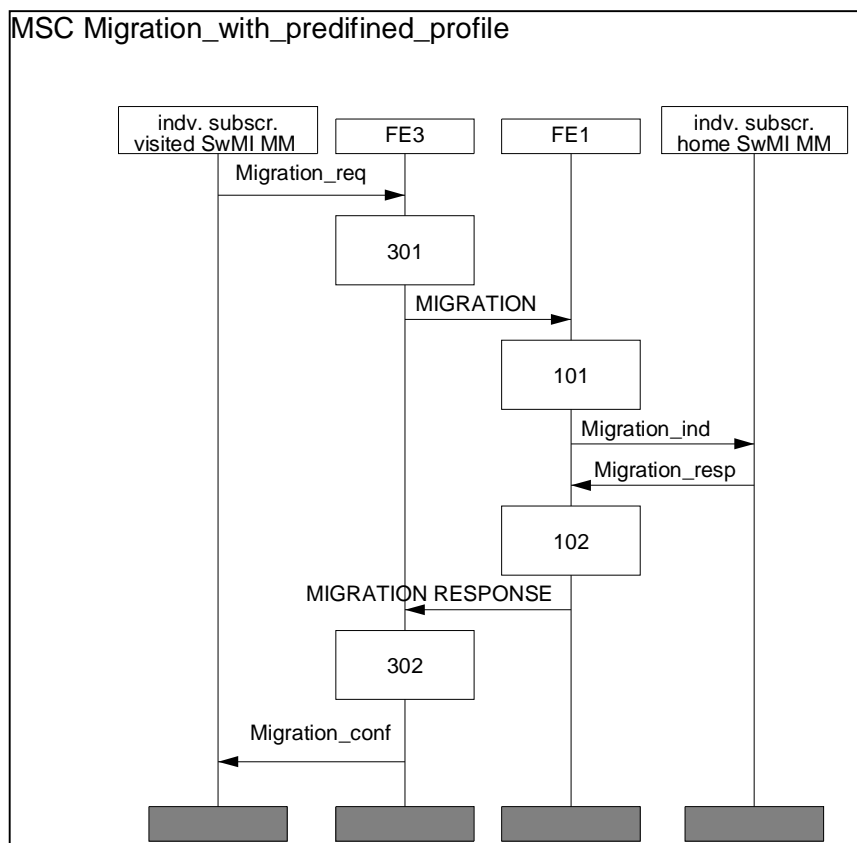 MSC Migration_with_predifined_profile
indv. subscr.
visited SwMI MM
FE3
FE1
indv. subscr.
home SwMI MM
Migration_req
301
MIGRATION
101
Migration_ind
Migration_resp
102
MIGRATION RESPONSE
302
Migration_conf